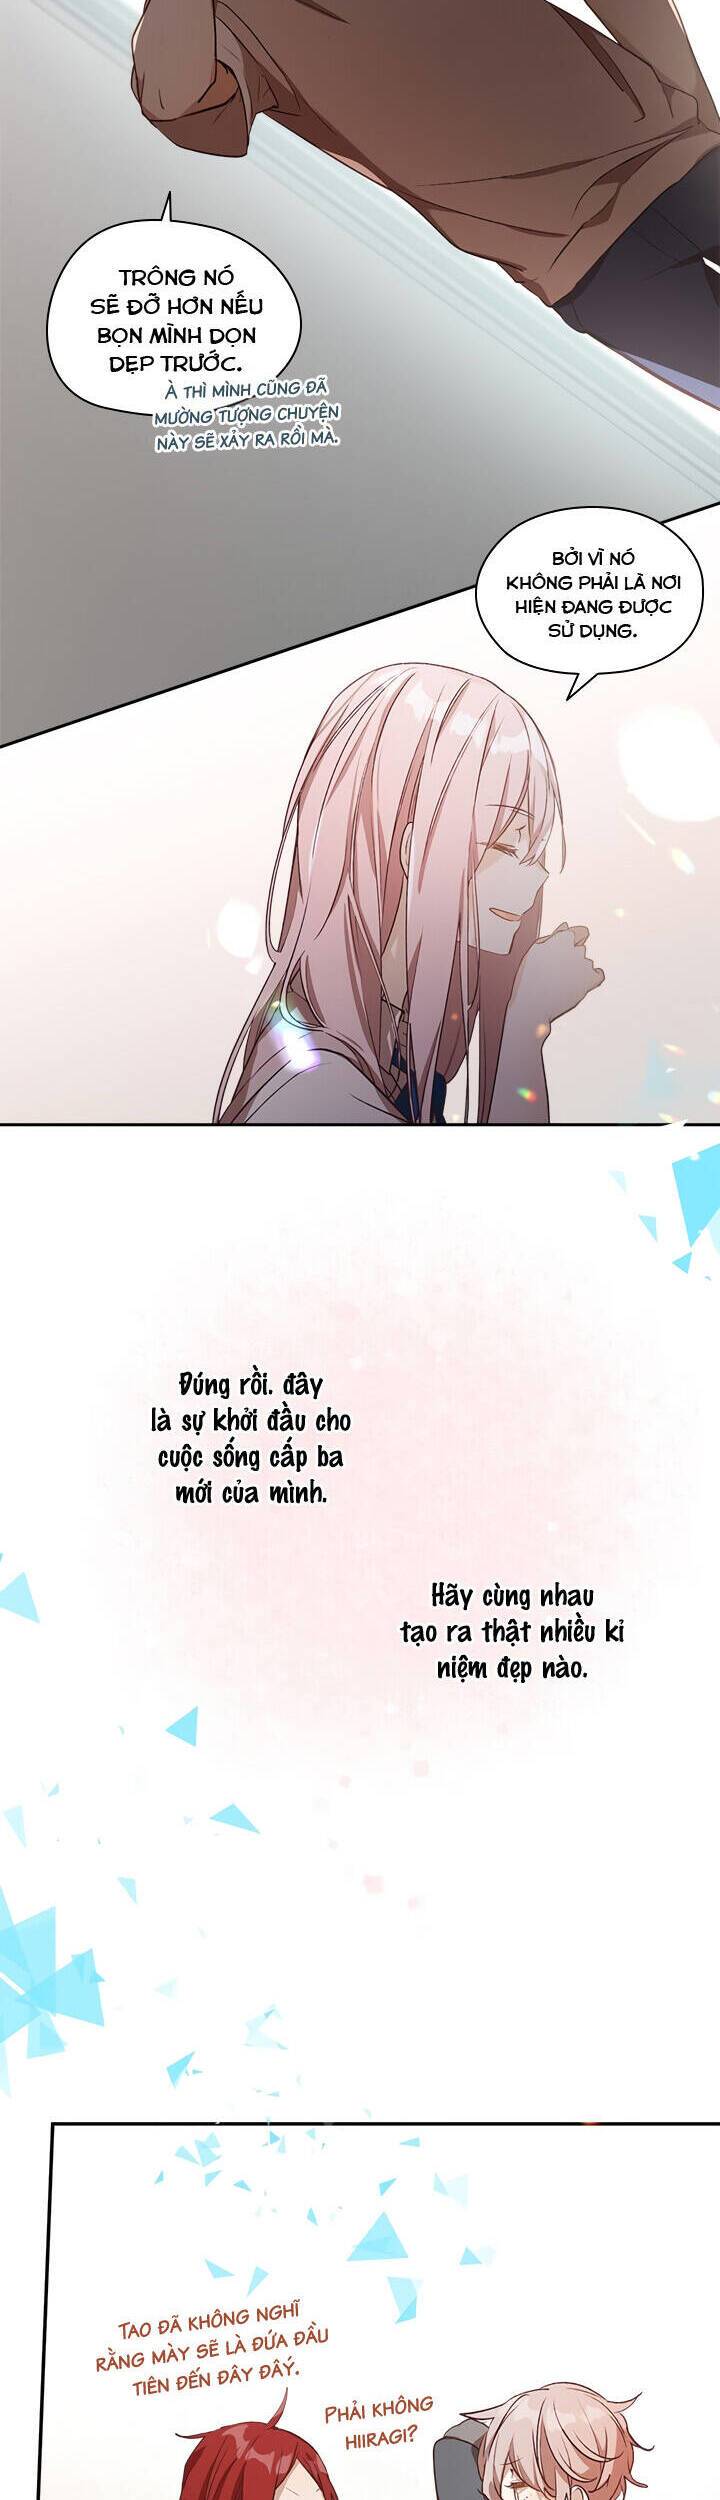 TRÔNG NÓ
SẼ ĐỠ HƠN NẾU
BỌN MÌNH DỌN
DẸP TRƯỚC.
À THÌ MÌNH CŨNG ĐÃ
MƯỜNG TƯỢNG CHUYỆN
NÀY SẼ XẢY RA RỒI MÀ.
BỞI VÌ NÓ
KHÔNG PHẢI LÀ NƠI
HIỆN ĐANG ĐƯỢC
SỬ DỤNG.
Đúng rồi. đây
là sự khởi đầu cho
cuộc sống cấp ba
mới của mình.
Hãy cùng nhau
tạo ra thật nhiều kỉ
niệm đẹp nào.
TAO ĐÃ KHÔNG NGHĨ
RẰNG MÀY SẼ LÀ ĐỨA ĐẦU
TIÊN ĐẾN ĐÂY ĐẤY.
PHẢI KHÔNG
HIIRAGI?